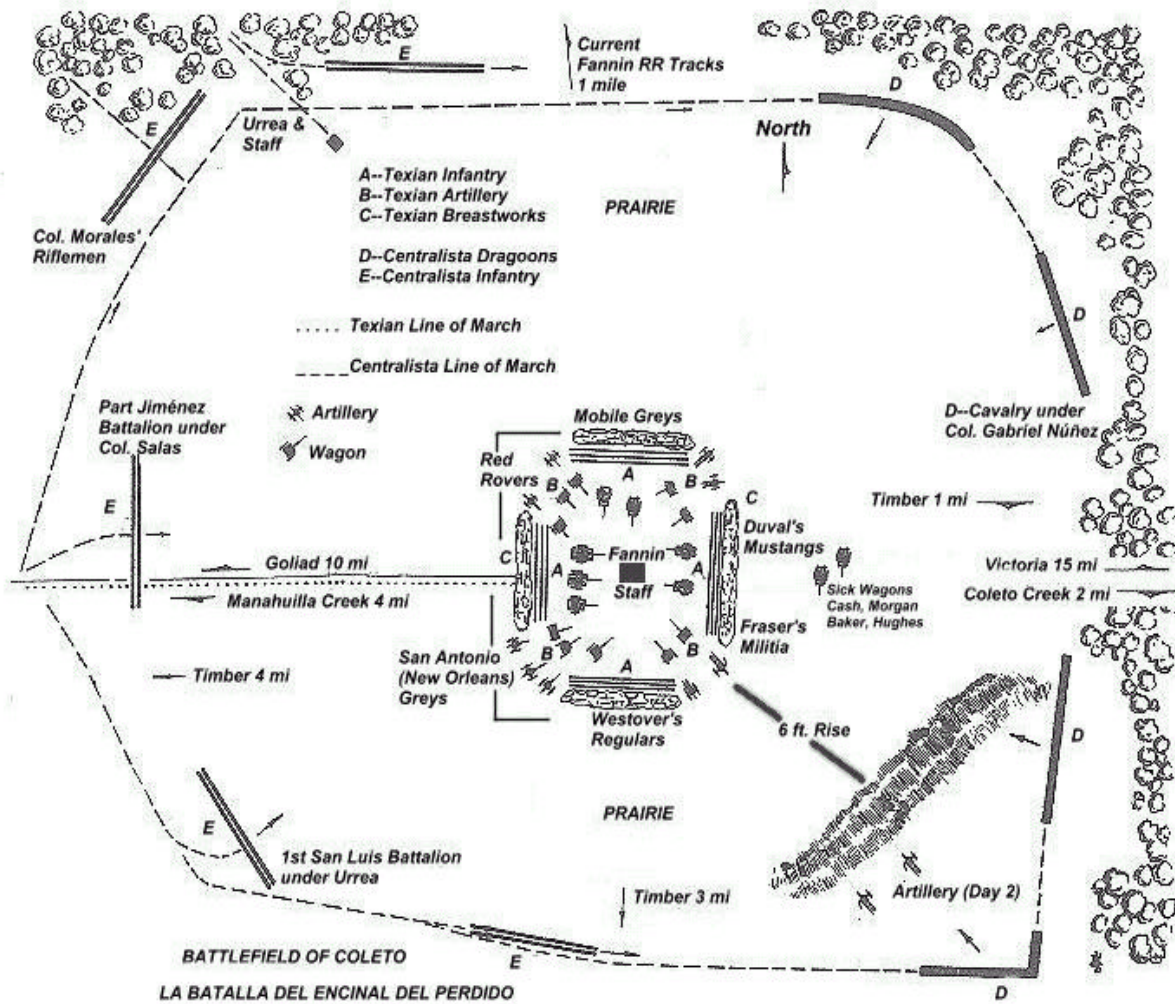 E
Current
Fannin RR Tracks
1 mile
D
E
Urrea &
Staff
North
A--Texian Infantry
B--Texian Artillery
C--Texian Breastworks
PRAIRIE
Col. Morales'
Riflemen
D--Centralista Dragoons
E--Centralista Infantry
D
..... Texian Line of March
----- Centralista Line of March
Part Jiménez
Battalion under
Col. Salas
Artillery
Wagon
Mobile Greys
D--Cavalry under
Col. Gabriel Núñez
Red
Rovers
A
B
B
C
E
Timber 1 mi
Duval's
Mustangs
C
A
Fannin
Staff
A
Goliad 10 mi
Victoria 15 mi
Manahuilla Creek 4 mi
Coleto Creek 2 mi
Sick Wagons
Cash, Morgan
Baker, Hughes
Fraser's
Militia
B
B
A
San Antonio
(New Orleans)
Greys
Timber 4 mi
Westover's
Regulars
6 ft. Rise
D
PRAIRIE
E
1st San Luis Battalion
under Urrea
Timber 3 mi
Artillery (Day 2)
BATTLEFIELD OF COLETO
E
LA BATALLA DEL ENCINAL DEL PERDIDO
D